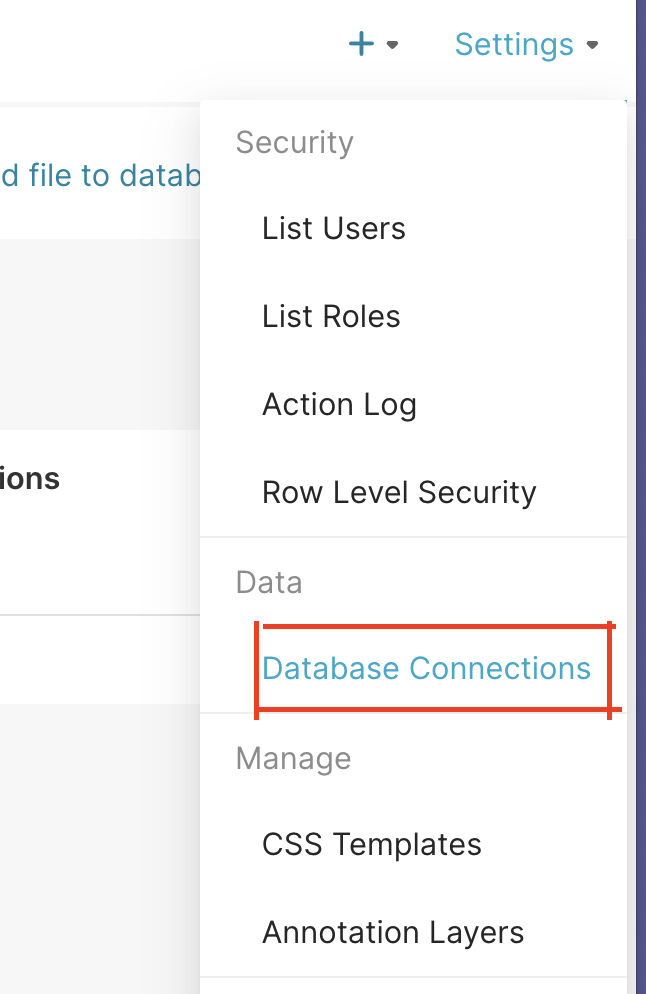 + Settings
Security
d file to datab
List Users
List Roles
Action Log
ions
Row Level Security
Data
Database Connections
Manage
CSS Templates
Annotation Layers